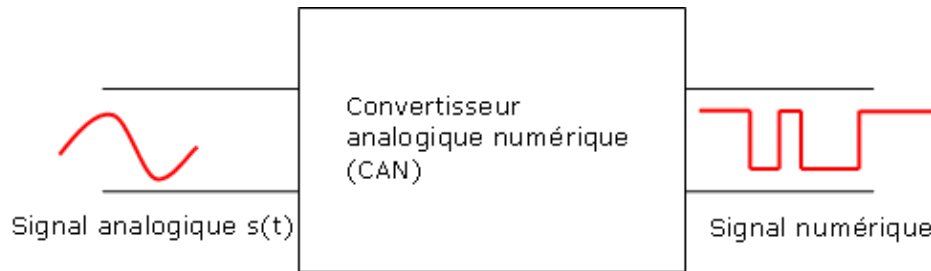 Convertisseur
analogique numérique
(CAN)
Signal analogique s(t)
Signal numérique